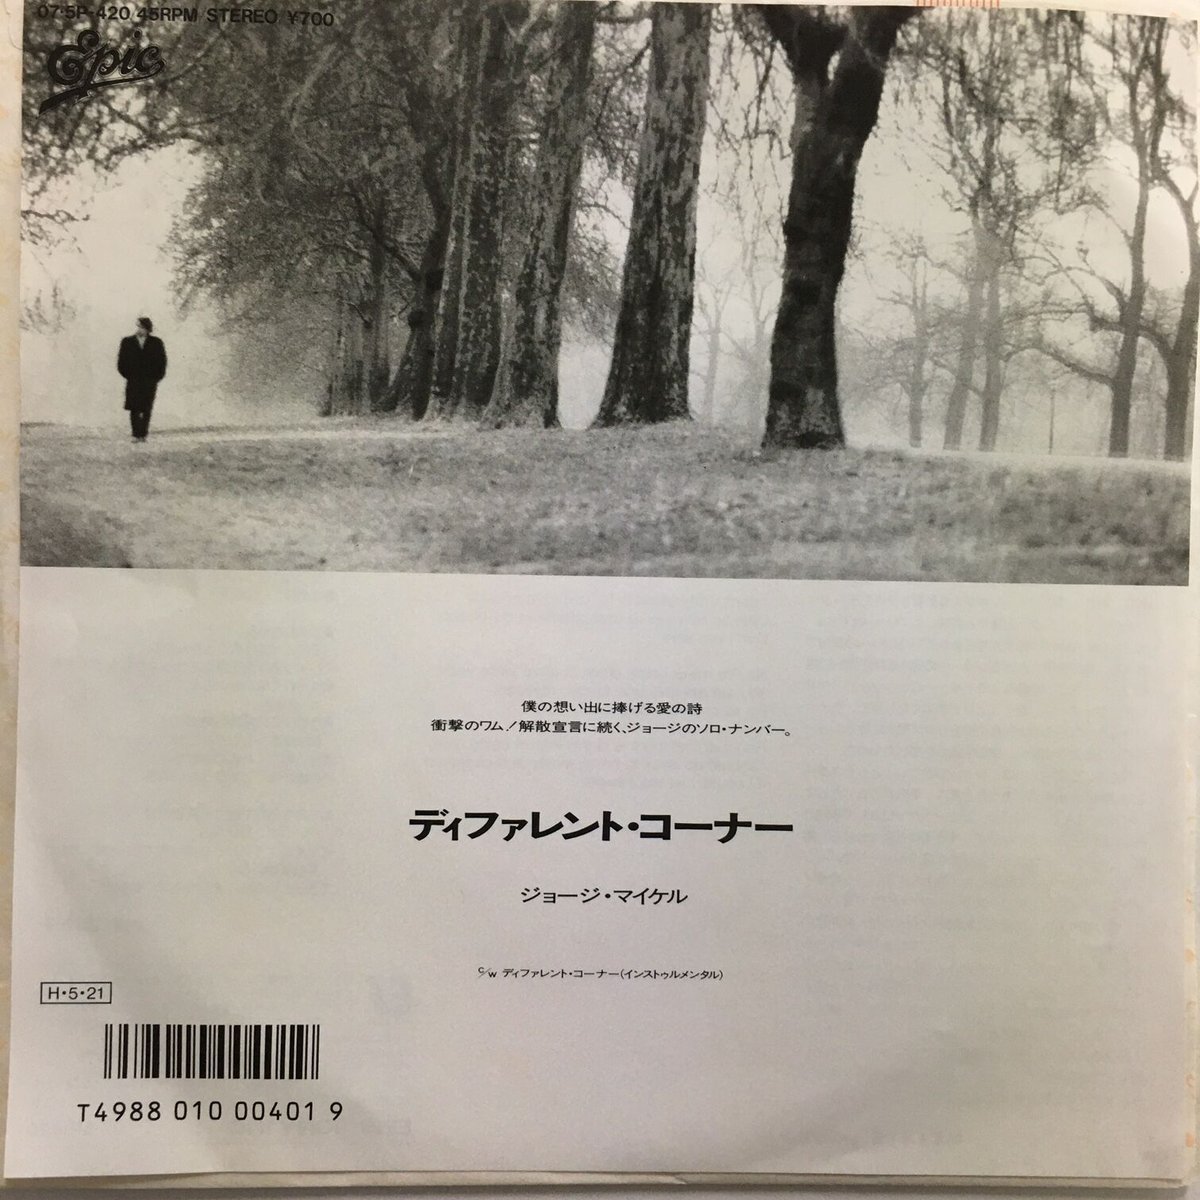 07·5P-420 45RPM STEREO ¥700
Epic
僕の想い出に捧げる愛の詩
衝撃のワム!解散宣言に続く、ジョージのソロ・ナンバー。
ディファレント・コーナー
ジョージ・マイケル
c/w ディファレント・コーナー(インストゥルメンタル)
H・5・21
T4988 010 00401 9